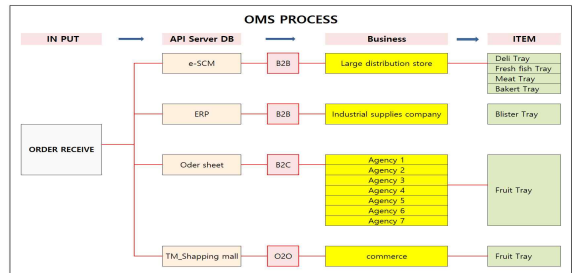 OMS PROCESS
IN PUT
API Server DB
Business
ITEM
ORDER RECEIVE
e-SCM
B2B
Large distribution store
Deli Tray
Fresh fish Tray
Meat Tray
Bakert Tray
ERP
B2B
Industrial supplies company
Blister Tray
Oder sheet
B2C
Agency 1
Agency 2
Agency 3
Agency 4
Agency 5
Agency 6
Agency 7
Fruit Tray
TM_Shapping mall
O2O
commerce
Fruit Tray